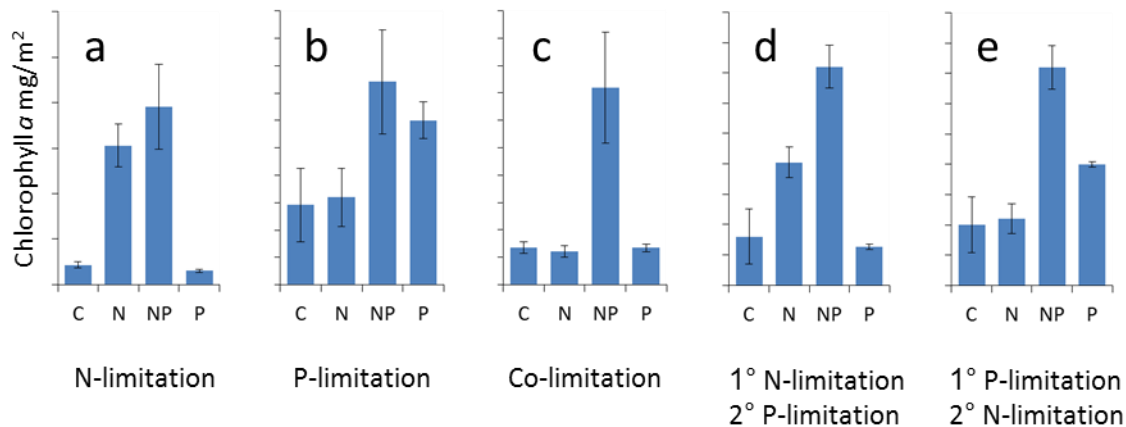 Chlorophyll a mg/m²
a
b
c
d
e
C N NP P
C N NP P
C N NP P
C N NP P
C N NP P
N-limitation
P-limitation
Co-limitation
1° N-limitation
2° P-limitation
1° P-limitation
2° N-limitation